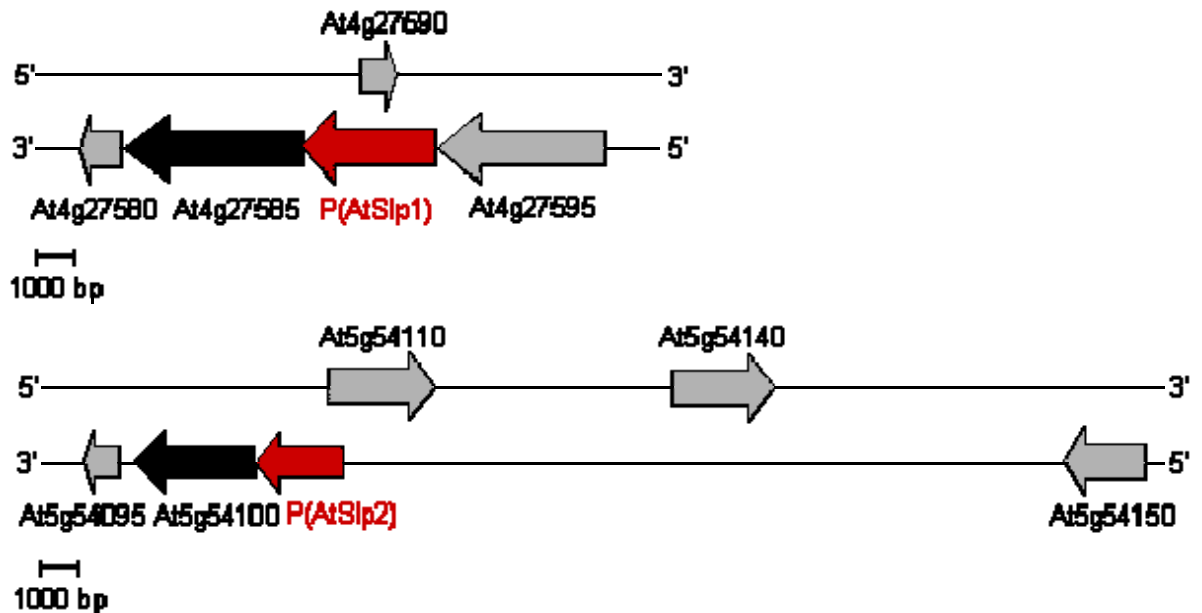 At4g27590
5' 3'
3' 5'
At4g27580 At4g27585 P(AtSlp1) At4g27595
1000 bp
At5g54110 At5g54140
5' 3'
3' 5'
At5g54095 At5g54100 P(AtSlp2) At5g54150
1000 bp